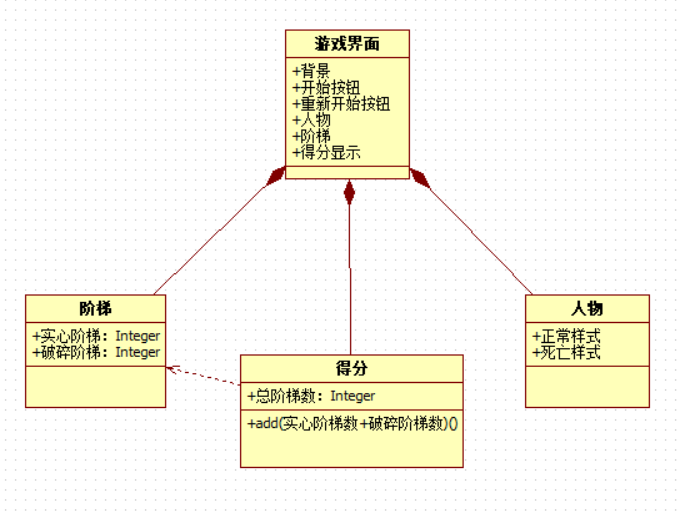 游戏界面
+背景
+开始按钮
+重新开始按钮
+人物
+阶梯
+得分显示
阶梯
+实心阶梯：Integer
+破碎阶梯：Integer
得分
+总阶梯数：Integer
+add(实心阶梯数+破碎阶梯数)()
人物
+正常样式
+死亡样式